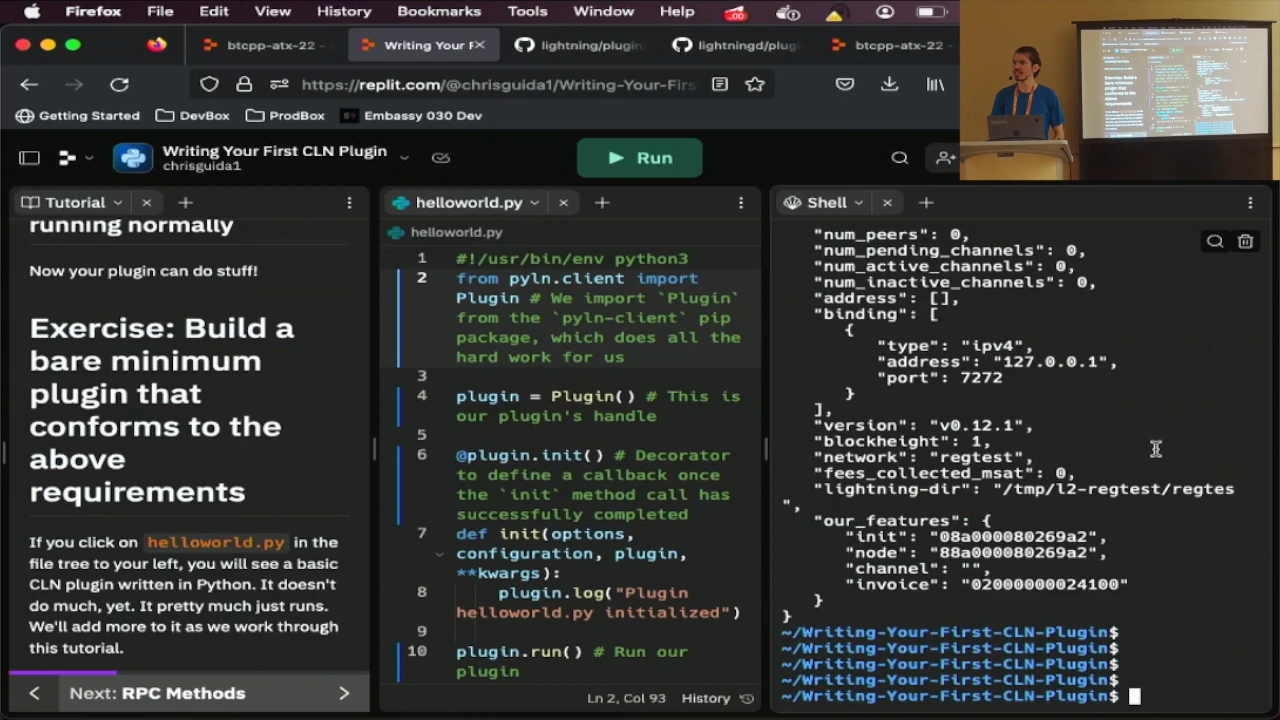 Firefox File Edit View History Bookmarks Tools Window Help
btcpp-atx-22 - Writing Your F lightning/plugin lightningd/plug btcpp-atx-22 -
https://replit.com/@chrisguida1/Writing-Your-Firs
Getting Started DevBox ProdBox S9 Embassy 030 Dev
Writing Your First CLN Plugin
chrisguida1
Run
Tutorial
running normally
Now your plugin can do stuff!
Exercise: Build a
bare minimum
plugin that
conforms to the
above
requirements
If you click on helloworld.py in the
file tree to your left, you will see a basic
CLN plugin written in Python. It doesn't
do much, yet. It pretty much just runs.
We'll add more to it as we work through
this tutorial.
Next: RPC Methods
helloworld.py
helloworld.py
1 #!/usr/bin/env python3
2 from pyln.client import
Plugin # We import `Plugin`
from the `pyln-client` pip
package, which does all the
hard work for us
3
4 plugin = Plugin() # This is
our plugin's handle
5
6 @plugin.init() # Decorator
to define a callback once
the `init` method call has
successfully completed
7 def init(options,
configuration, plugin,
**kwargs):
8 plugin.log("Plugin
helloworld.py initialized")
9
10 plugin.run() # Run our
plugin
Ln 2, Col 93 History
Shell
"num_peers": 0,
"num_pending_channels": 0,
"num_active_channels": 0,
"num_inactive_channels": 0,
"address": [],
"binding": [
{
"type": "ipv4",
"address": "127.0.0.1",
"port": 7272
}
],
"version": "v0.12.1",
"blockheight": 1,
"network": "regtest",
"fees_collected_msat": 0,
"lightning-dir": "/tmp/l2-regtest/regtes
",
"our_features": {
"init": "08a000080269a2",
"node": "88a000080269a2",
"channel": "",
"invoice": "02000000024100"
}
}
~/Writing-Your-First-CLN-Plugin$
~/Writing-Your-First-CLN-Plugin$
~/Writing-Your-First-CLN-Plugin$
~/Writing-Your-First-CLN-Plugin$
~/Writing-Your-First-CLN-Plugin$